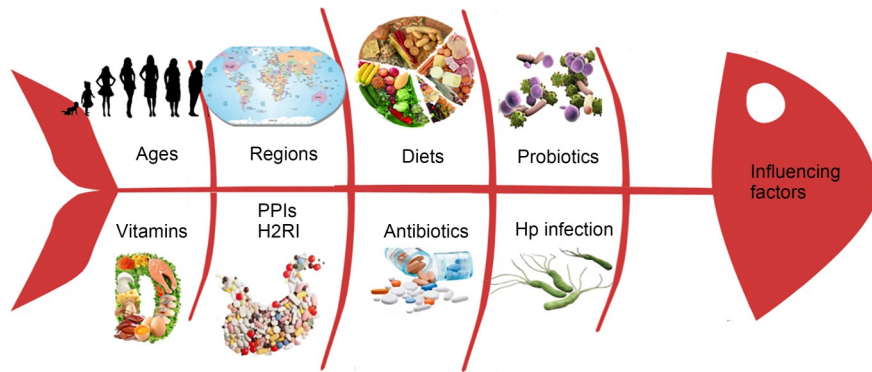 Ages
Regions
Diets
Probiotics
Influencing
factors
Vitamins
PPIs
H2RI
Antibiotics
Hp infection